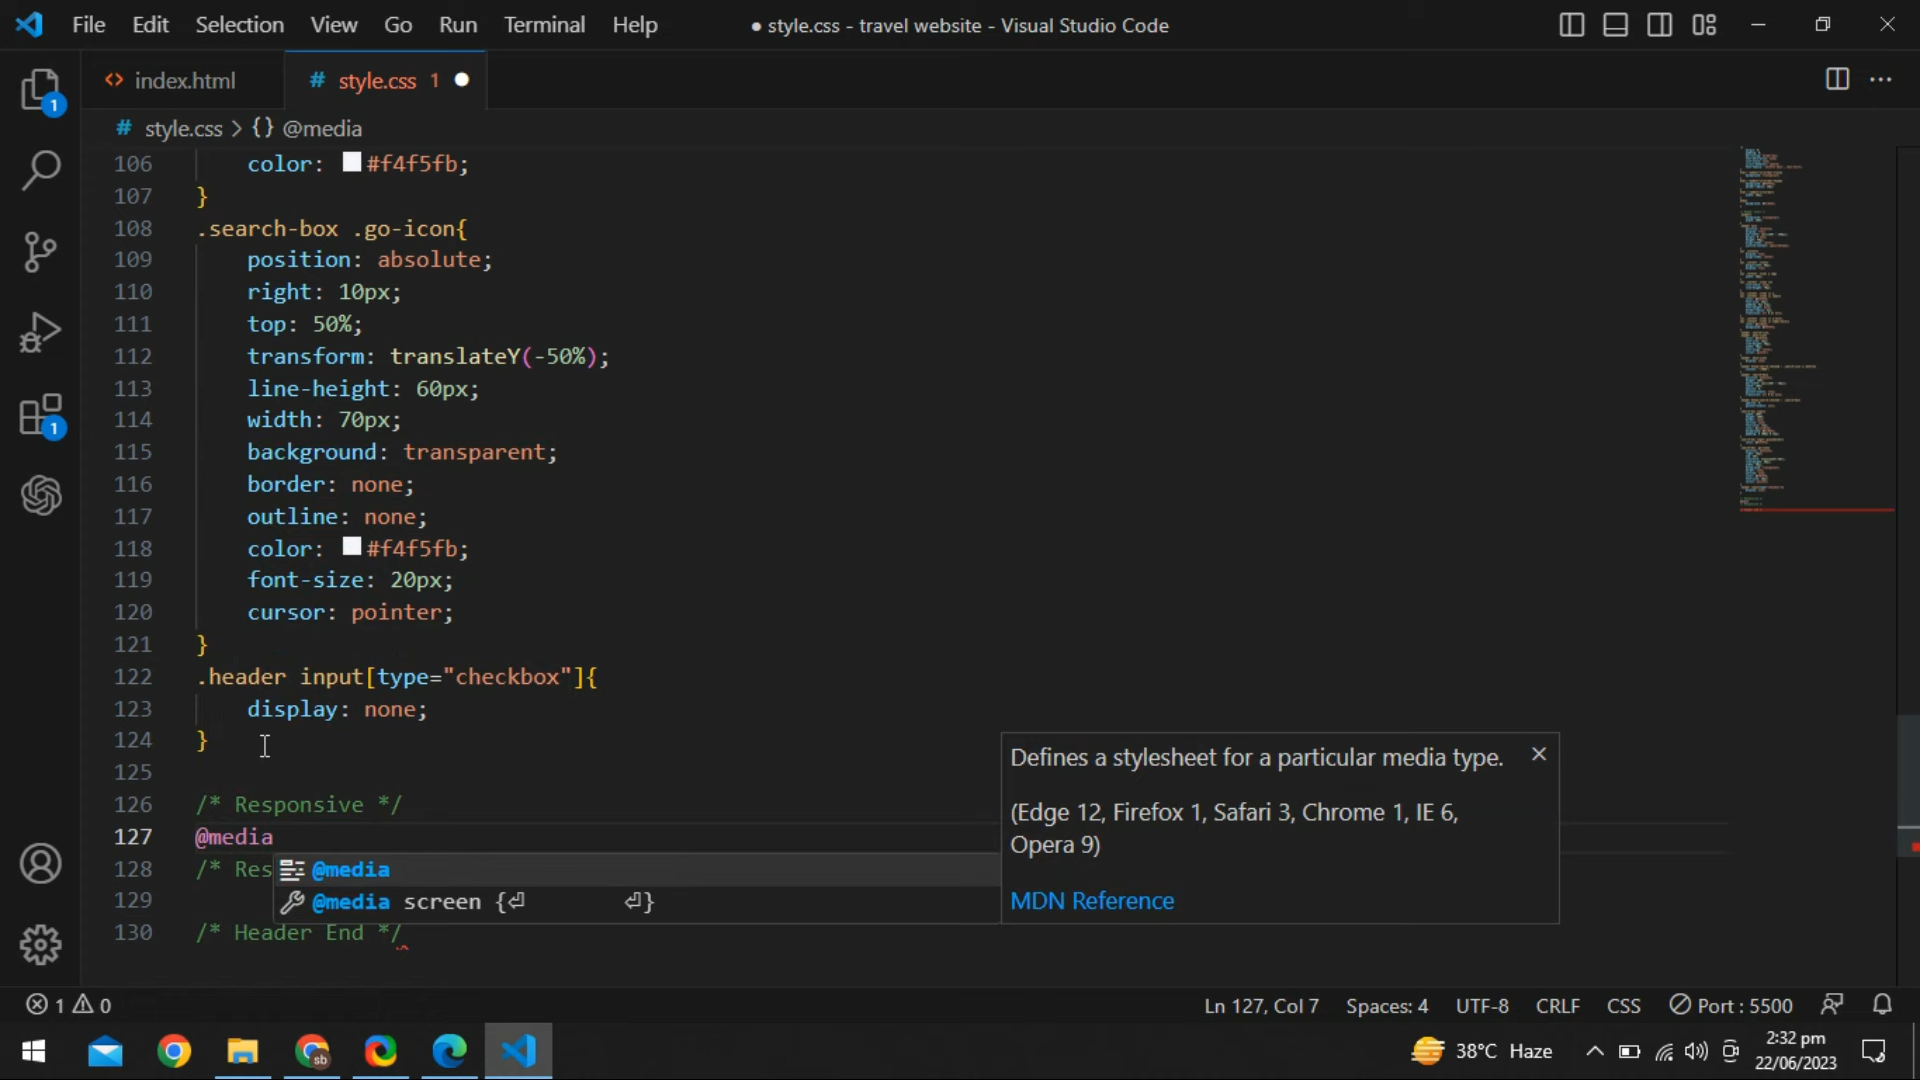 File Edit Selection View Go Run Terminal Help
● style.css - travel website - Visual Studio Code
index.html
# style.css 1
# style.css > {} @media
106 color: #f4f5fb;
107 }
108 .search-box .go-icon{
109 position: absolute;
110 right: 10px;
111 top: 50%;
112 transform: translateY(-50%);
113 line-height: 60px;
114 width: 70px;
115 background: transparent;
116 border: none;
117 outline: none;
118 color: #f4f5fb;
119 font-size: 20px;
120 cursor: pointer;
121 }
122 .header input[type="checkbox"]{
123 display: none;
124 }
125
126 /* Responsive */
127 @media
128 /* Res
129
130 /* Header End */
@media
@media screen {⏎ ⏎}
Defines a stylesheet for a particular media type.
(Edge 12, Firefox 1, Safari 3, Chrome 1, IE 6,
Opera 9)
MDN Reference
1
1
1 0
Ln 127, Col 7 Spaces: 4 UTF-8 CRLF CSS Port : 5500
sb
38°C Haze
2:32 pm
22/06/2023